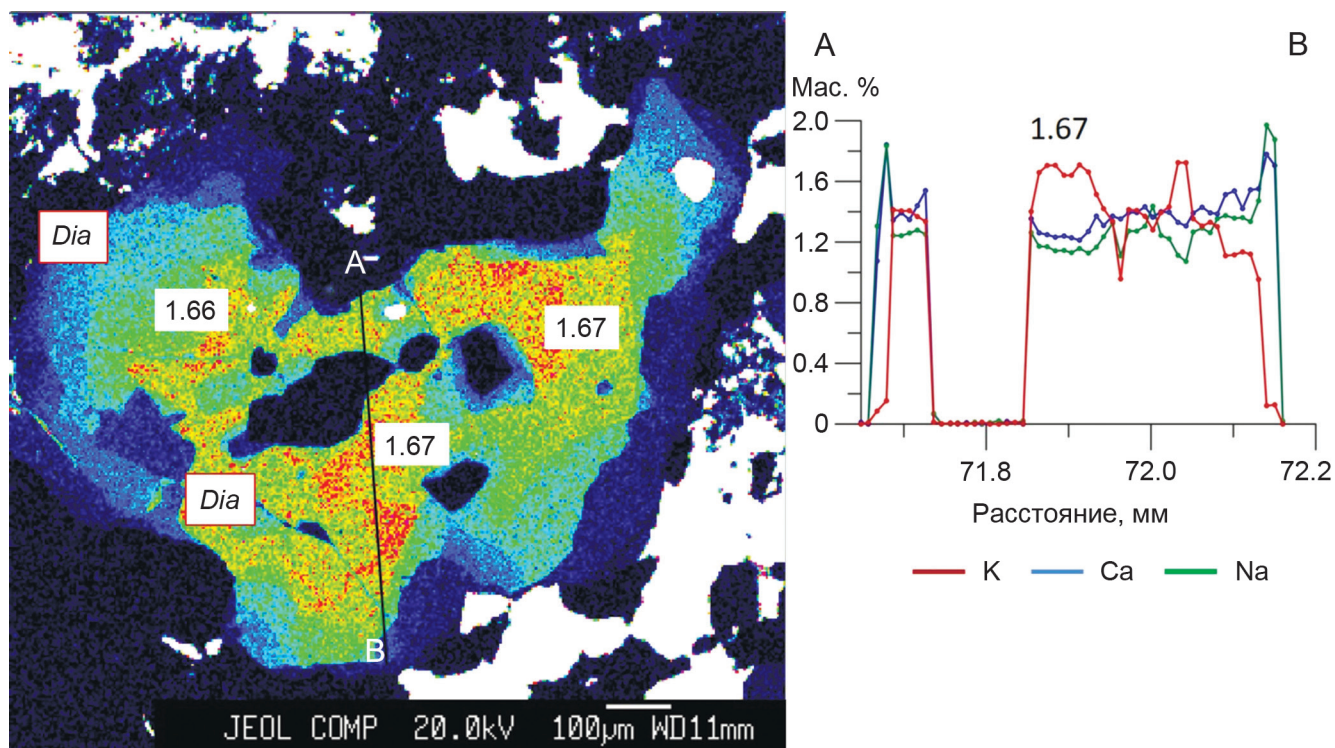 Dia
1.66
A
1.67
1.67
Dia
B
JEOL COMP 20.0kV 100μm WD11mm
A B
Мас. %
1.67
2.0
1.6
1.2
0.8
0.4
0
71.8 72.0 72.2
Расстояние, мм
K Ca Na